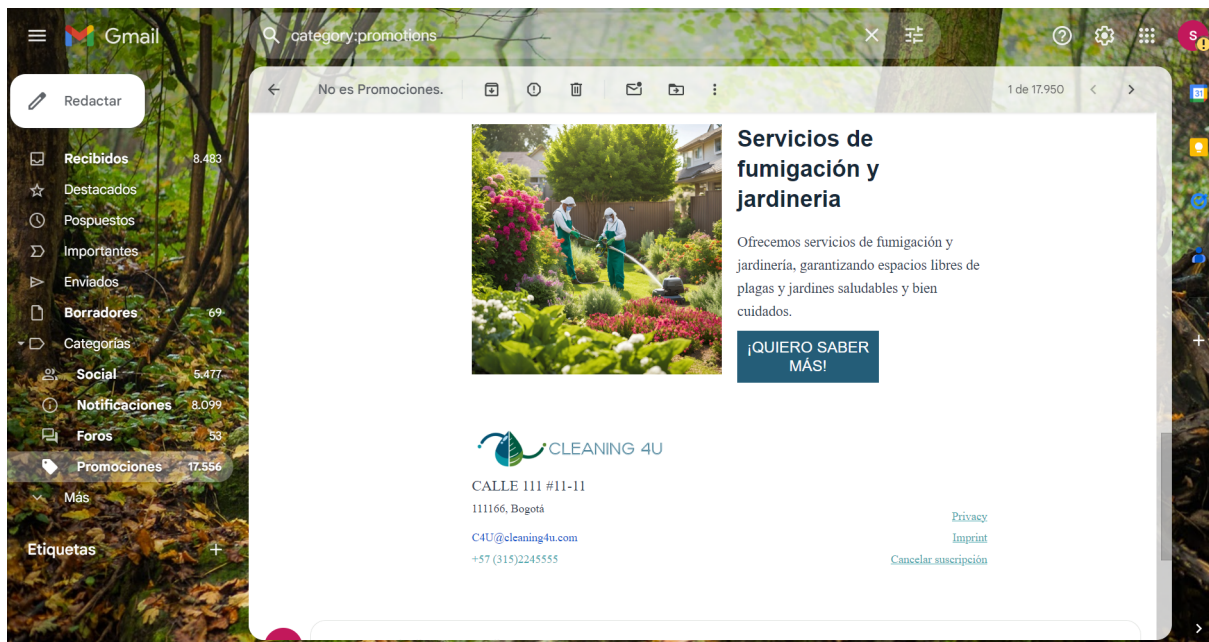 Gmail
category:promotions
S
Redactar
No es Promociones.
1 de 17.950
31
Recibidos 8.483
Destacados
Pospuestos
Importantes
Enviados
Borradores 69
Categorías
Social 5.477
Notificaciones 8.099
Foros 53
Promociones 17.556
Más
Etiquetas
Servicios de
fumigación y
jardineria
Ofrecemos servicios de fumigación y
jardinería, garantizando espacios libres de
plagas y jardines saludables y bien
cuidados.
¡QUIERO SABER
MÁS!
CLEANING 4U
CALLE 111 #11-11
111166, Bogotá
C4U@cleaning4u.com
+57 (315)2245555
Privacy
Imprint
Cancelar suscripción